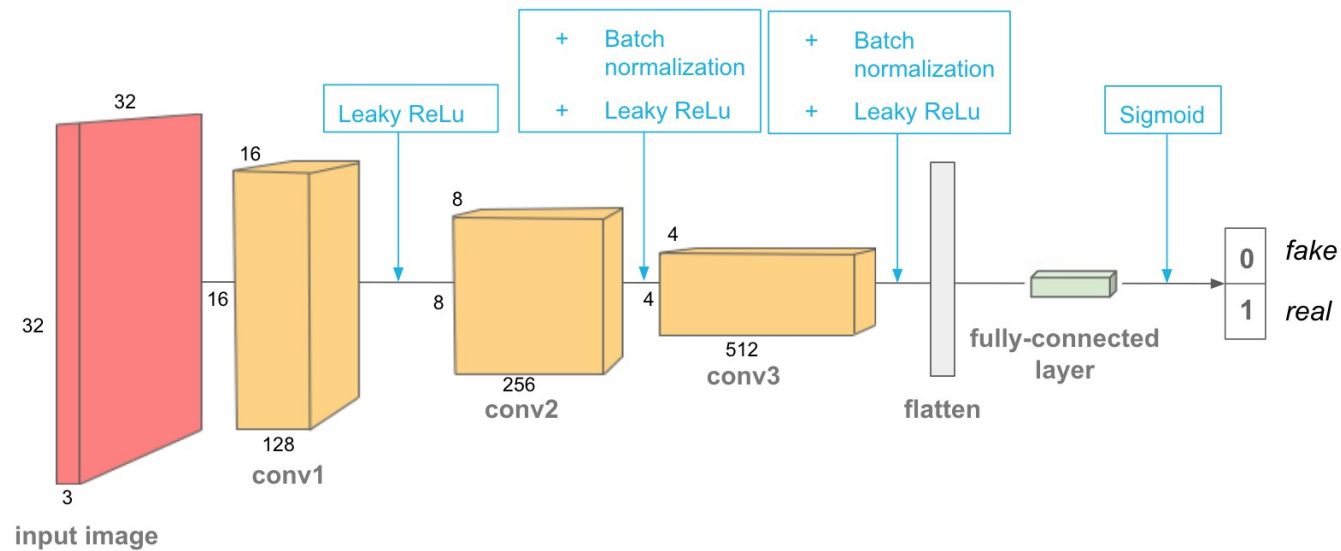 32
32
3
input image
16
16
128
conv1
Leaky ReLu
8
8
256
conv2
+ Batch
normalization
+ Leaky ReLu
4
4
512
conv3
+ Batch
normalization
+ Leaky ReLu
flatten
fully-connected
layer
Sigmoid
0 fake
1 real